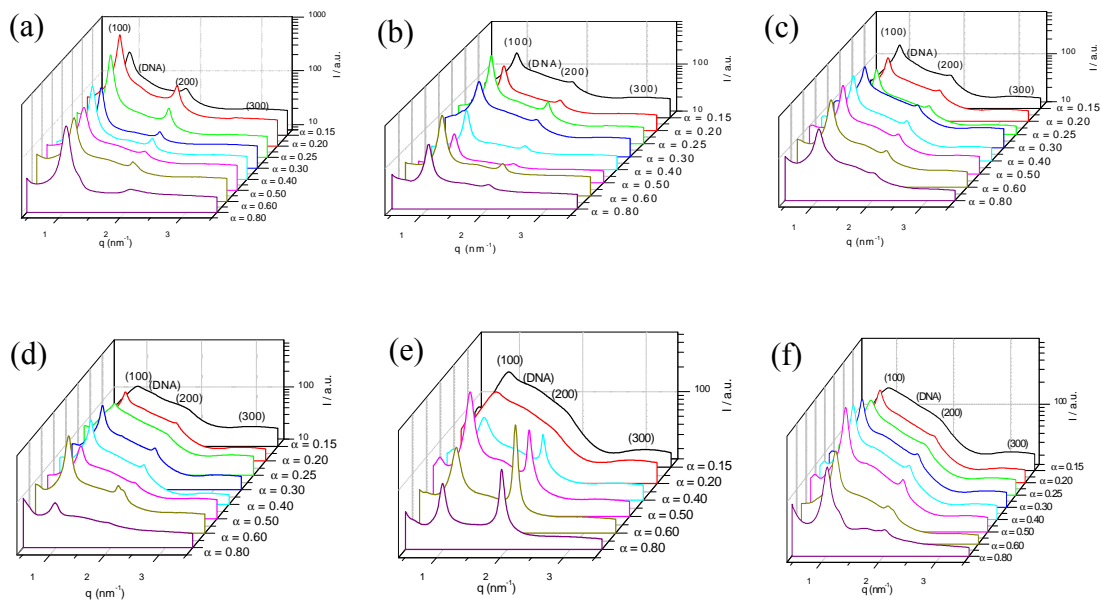 (a)
(100)
(DNA)
(200)
(300)
1000
100
10
I / a.u.
α = 0.15
α = 0.20
α = 0.25
α = 0.30
α = 0.40
α = 0.50
α = 0.60
α = 0.80
1 2 3
q (nm⁻¹)
(b)
(100)
(DNA)
(200)
(300)
100
10
I / a.u.
α = 0.15
α = 0.20
α = 0.25
α = 0.30
α = 0.40
α = 0.50
α = 0.60
α = 0.80
1 2 3
q (nm⁻¹)
(c)
(100)
(DNA)
(200)
(300)
100
10
I / a.u.
α = 0.15
α = 0.20
α = 0.25
α = 0.30
α = 0.40
α = 0.50
α = 0.60
α = 0.80
1 2 3
q (nm⁻¹)
(d)
(100)
(DNA)
(200)
(300)
100
10
I / a.u.
α = 0.15
α = 0.20
α = 0.25
α = 0.30
α = 0.40
α = 0.50
α = 0.60
α = 0.80
1 2 3
q (nm⁻¹)
(e)
(100)
(DNA)
(200)
(300)
100
I / a.u.
α = 0.15
α = 0.20
α = 0.40
α = 0.50
α = 0.60
α = 0.80
1 2 3
q (nm⁻¹)
(f)
(100)
(DNA)
(200)
(300)
100
I / a.u.
α = 0.15
α = 0.20
α = 0.25
α = 0.30
α = 0.40
α = 0.50
α = 0.60
α = 0.80
1 2 3
q (nm⁻¹)